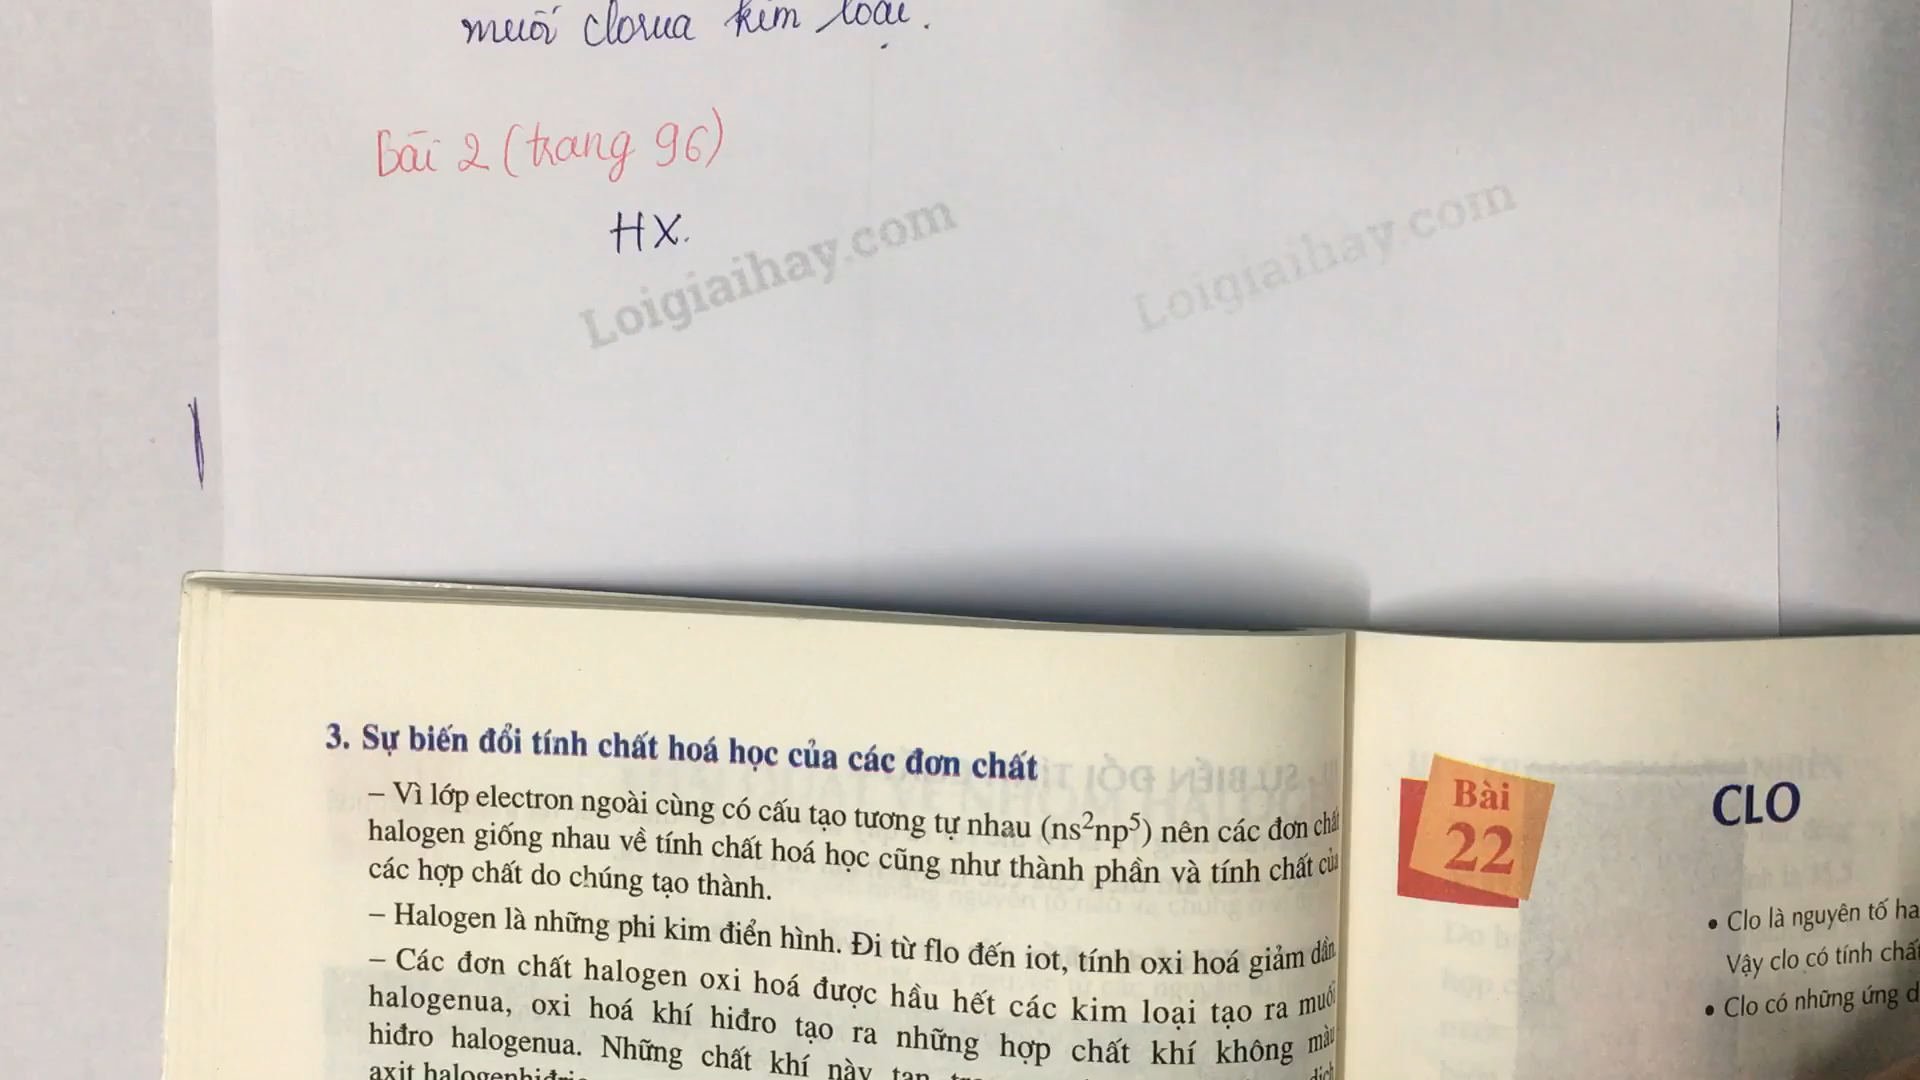 muối clorua kim loại.
Bài 2 (trang 96)
HX.
Loigiaihay.com
Loigiaihay.com
3. Sự biến đổi tính chất hoá học của các đơn chất
– Vì lớp electron ngoài cùng có cấu tạo tương tự nhau (ns²np⁵) nên các đơn chất
halogen giống nhau về tính chất hoá học cũng như thành phần và tính chất của
các hợp chất do chúng tạo thành.
– Halogen là những phi kim điển hình. Đi từ flo đến iot, tính oxi hoá giảm dần
– Các đơn chất halogen oxi hoá được hầu hết các kim loại tạo ra muối
halogenua, oxi hoá khí hiđro tạo ra những hợp chất khí không màu
hiđro halogenua. Những chất khí này tan
axit halogenhiđric
Bài
22
CLO
• Clo là nguyên tố ha
Vậy clo có tính chất
• Clo có những ứng d